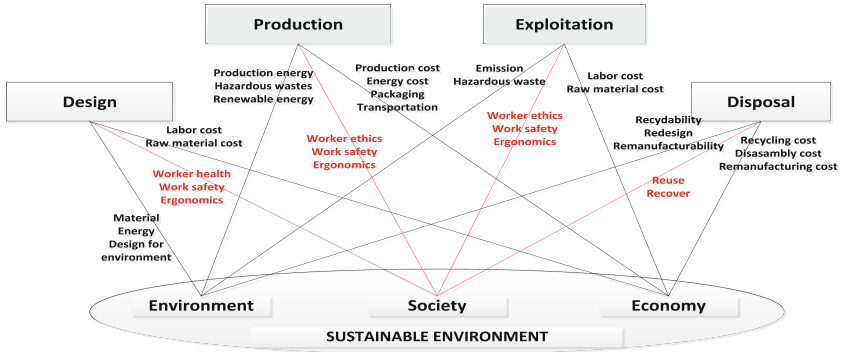 Production
Exploitation
Design
Disposal
Production energy
Hazardous wastes
Renewable energy
Production cost
Energy cost
Packaging
Transportation
Emission
Hazardous waste
Labor cost
Raw material cost
Labor cost
Raw material cost
Worker ethics
Work safety
Ergonomics
Worker ethics
Work safety
Ergonomics
Recydability
Redesign
Remanufacturability
Recycling cost
Disasambly cost
Remanufacturing cost
Worker health
Work safety
Ergonomics
Reuse
Recover
Material
Energy
Design for
environment
Environment
Society
Economy
SUSTAINABLE ENVIRONMENT